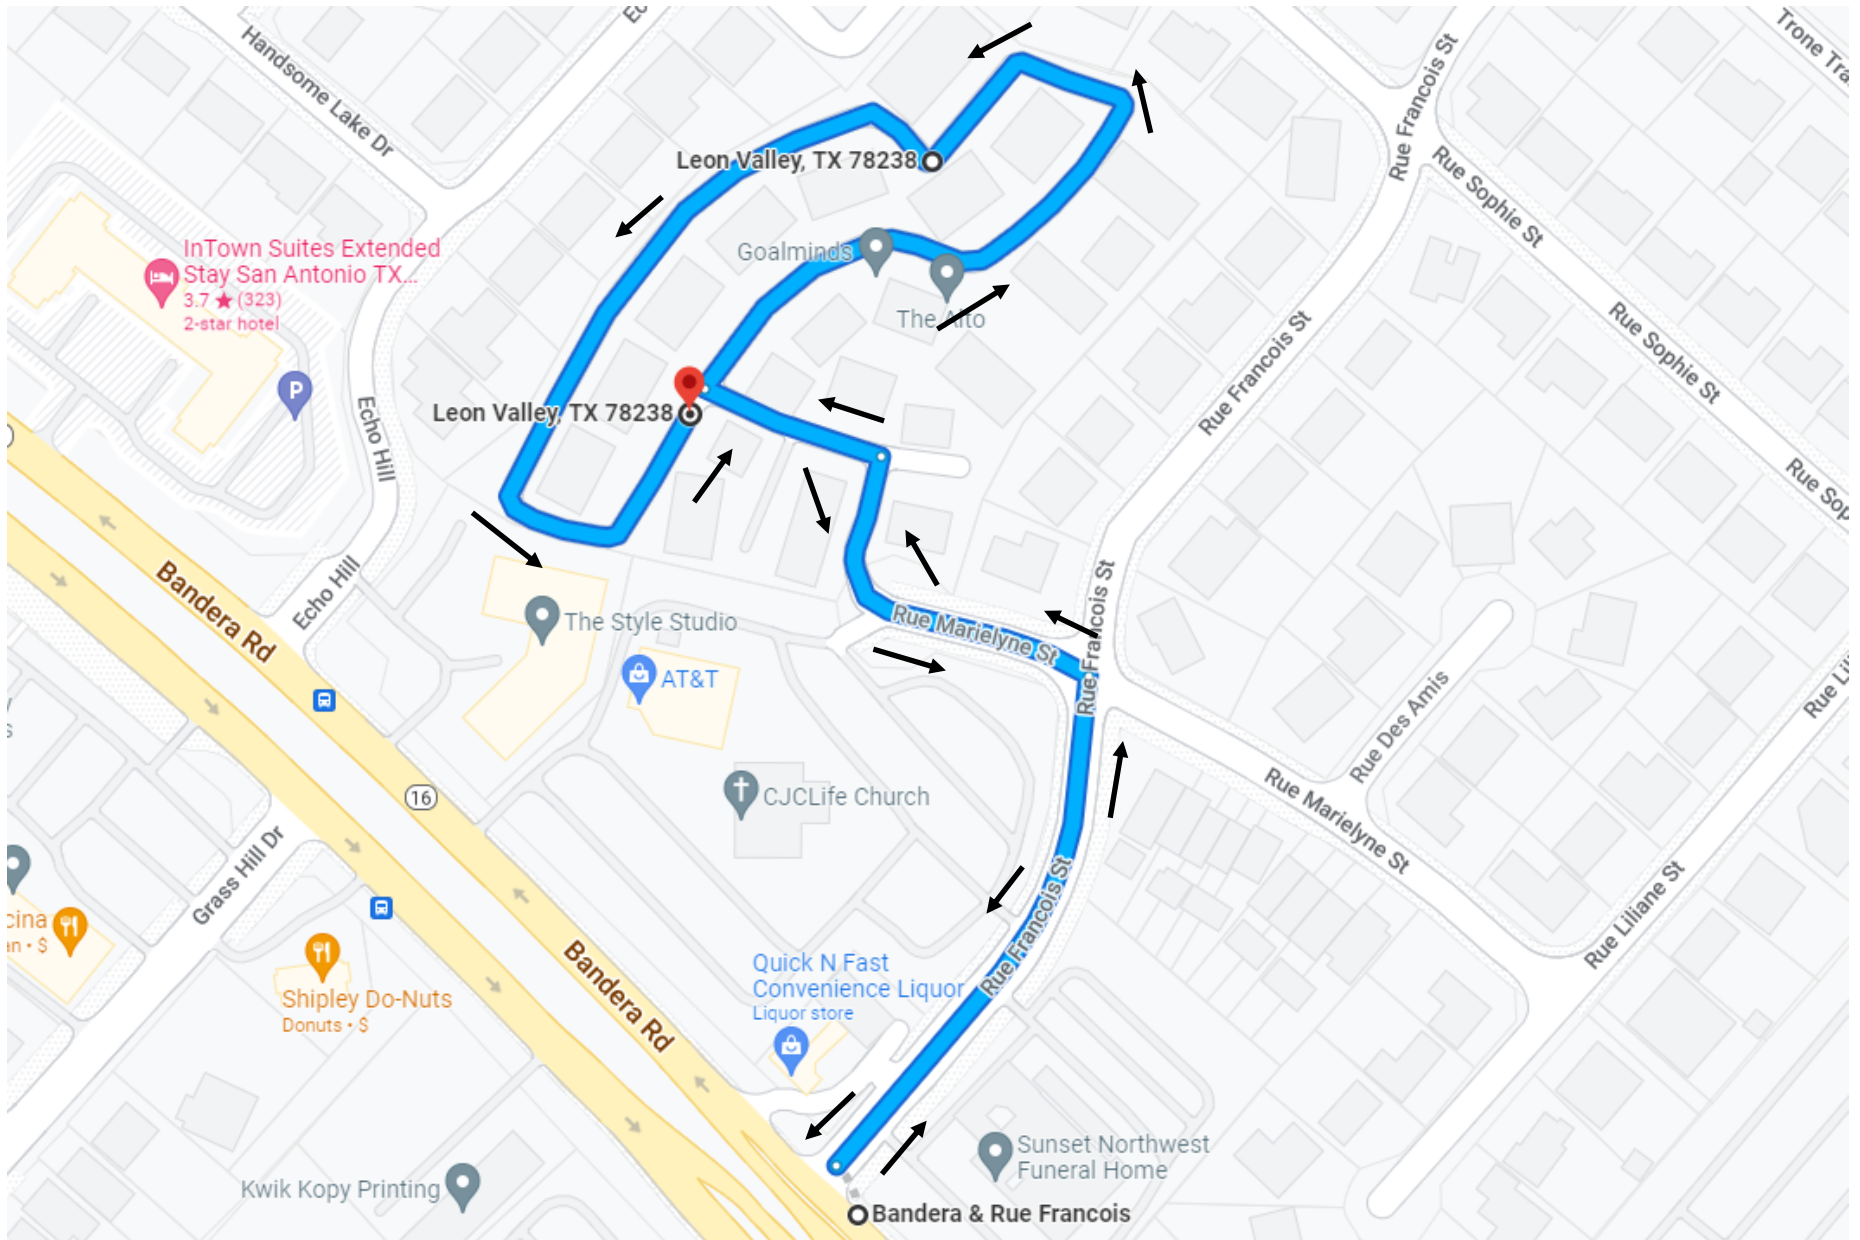 Handsome Lake Dr
Ec
Rue Francois St
Trone Tra
Leon Valley, TX 78238
Rue Sophie St
InTown Suites Extended
Stay San Antonio TX...
3.7 ★ (323)
2-star hotel
Goalminds
The Alto
Rue Sophie St
P
Echo Hill
Leon Valley, TX 78238
Rue Francois St
Rue Sop
Echo Hill
Bandera Rd
Rue Francois St
Rue Marielyne St
The Style Studio
AT&T
Rue Des Amis
Rue Lil
16
CJCLife Church
Rue Marielyne St
Grass Hill Dr
Rue Liliane St
cina
an • $
Rue Francois St
Bandera Rd
Quick N Fast
Convenience Liquor
Liquor store
Shipley Do-Nuts
Donuts • $
Sunset Northwest
Funeral Home
Kwik Kopy Printing
Bandera & Rue Francois